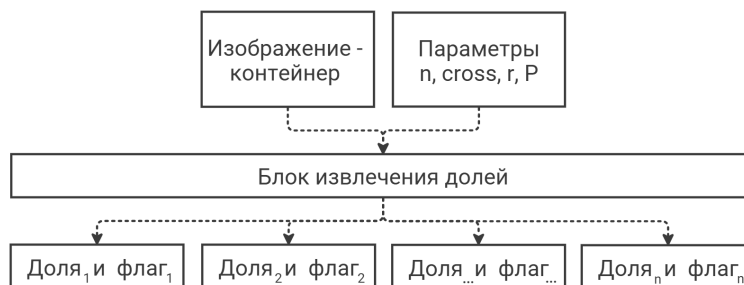 Изображение -
контейнер
Параметры
n, cross, r, P
Блок извлечения долей
Доля₁ и флаг₁
Доля₂ и флаг₂
Доля... и флаг...
Доляₙ и флагₙ